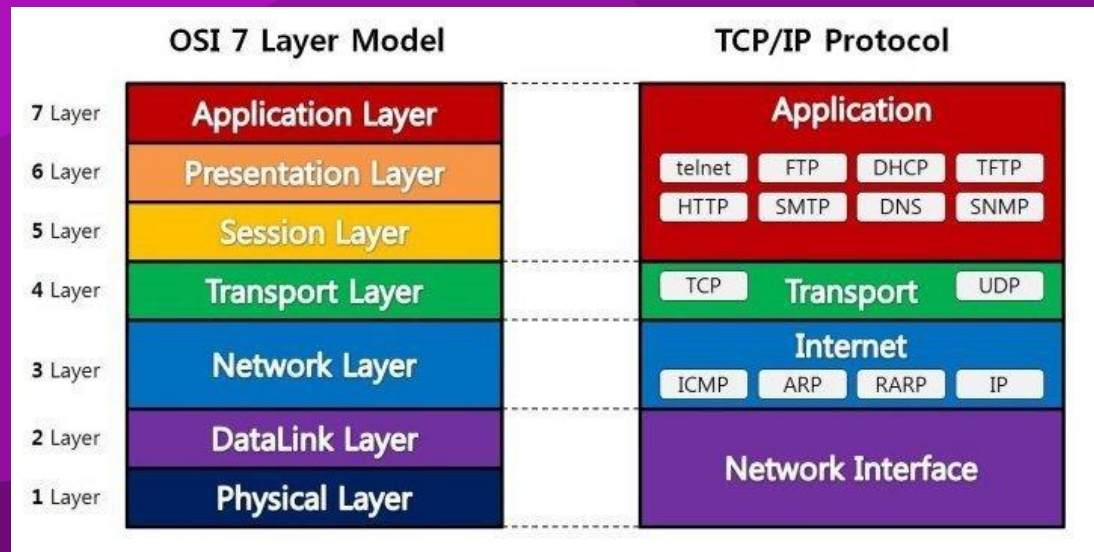 OSI 7 Layer Model
7 Layer
Application Layer
6 Layer
Presentation Layer
5 Layer
Session Layer
4 Layer
Transport Layer
3 Layer
Network Layer
2 Layer
DataLink Layer
1 Layer
Physical Layer
TCP/IP Protocol
Application
telnet FTP DHCP TFTP
HTTP SMTP DNS SNMP
TCP Transport UDP
Internet
ICMP ARP RARP IP
Network Interface